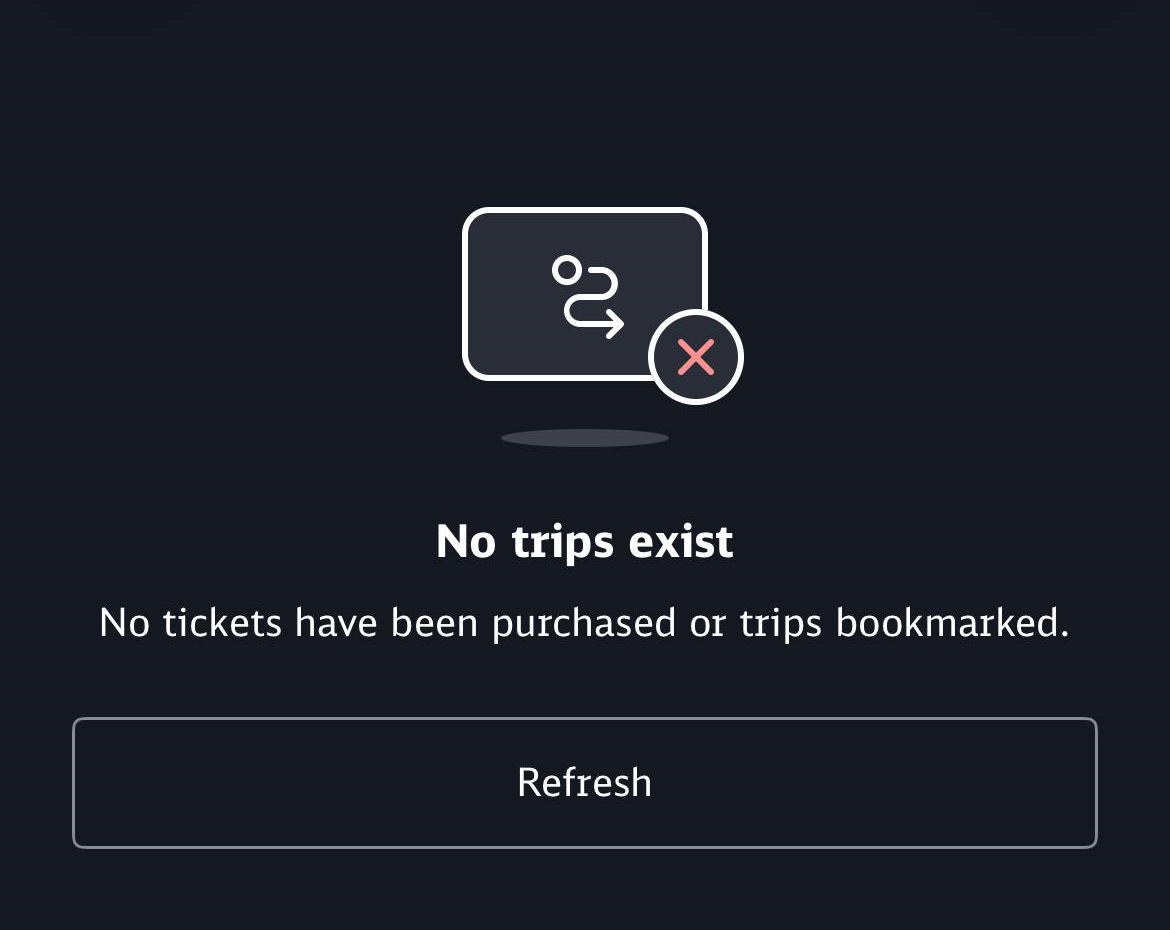 No trips exist
No tickets have been purchased or trips bookmarked.
Refresh